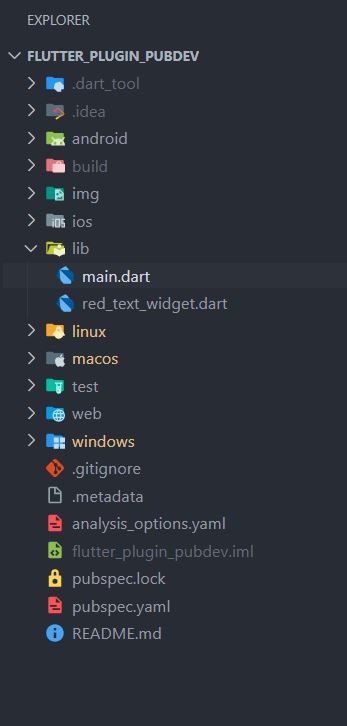 EXPLORER
FLUTTER_PLUGIN_PUBDEV
.dart_tool
.idea
android
build
img
iOS ios
lib
main.dart
red_text_widget.dart
linux
macos
test
web
windows
.gitignore
.metadata
analysis_options.yaml
flutter_plugin_pubdev.iml
pubspec.lock
pubspec.yaml
README.md